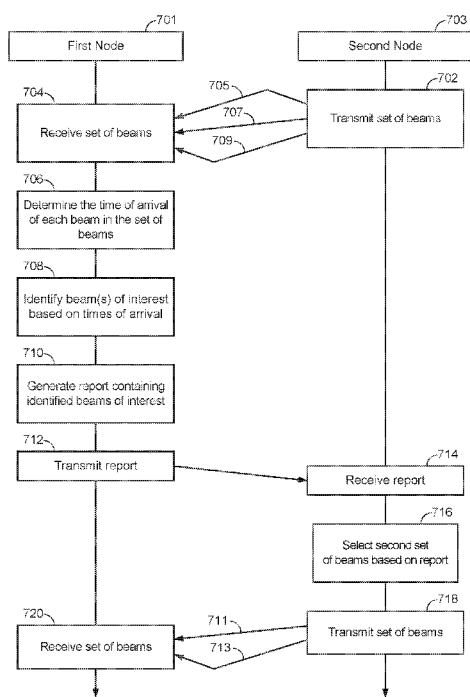 701
First Node
703
Second Node
704
Receive set of beams
705
707
709
702
Transmit set of beams
706
Determine the time of arrival
of each beam in the set of
beams
708
Identify beam(s) of interest
based on times of arrival
710
Generate report containing
identified beams of interest
712
Transmit report
714
Receive report
716
Select second set
of beams based on report
720
Receive set of beams
711
713
718
Transmit set of beams